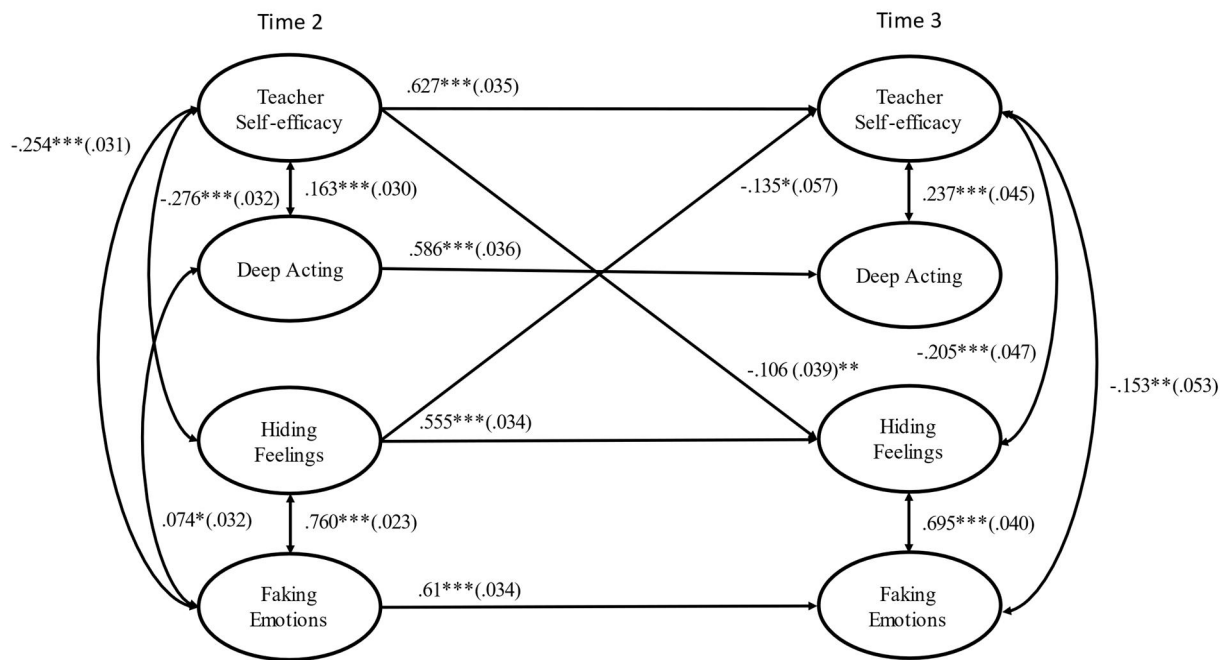 Time 2
Time 3
Teacher
Self-efficacy
.627***(.035)
Teacher
Self-efficacy
-.254***(.031)
-.276***(.032)
.163***(.030)
-.135*(.057)
.237***(.045)
Deep Acting
.586***(.036)
Deep Acting
-.106 (.039)**
-.205***(.047)
-.153**(.053)
Hiding
Feelings
.555***(.034)
Hiding
Feelings
.074*(.032)
.760***(.023)
.695***(.040)
Faking
Emotions
.61***(.034)
Faking
Emotions